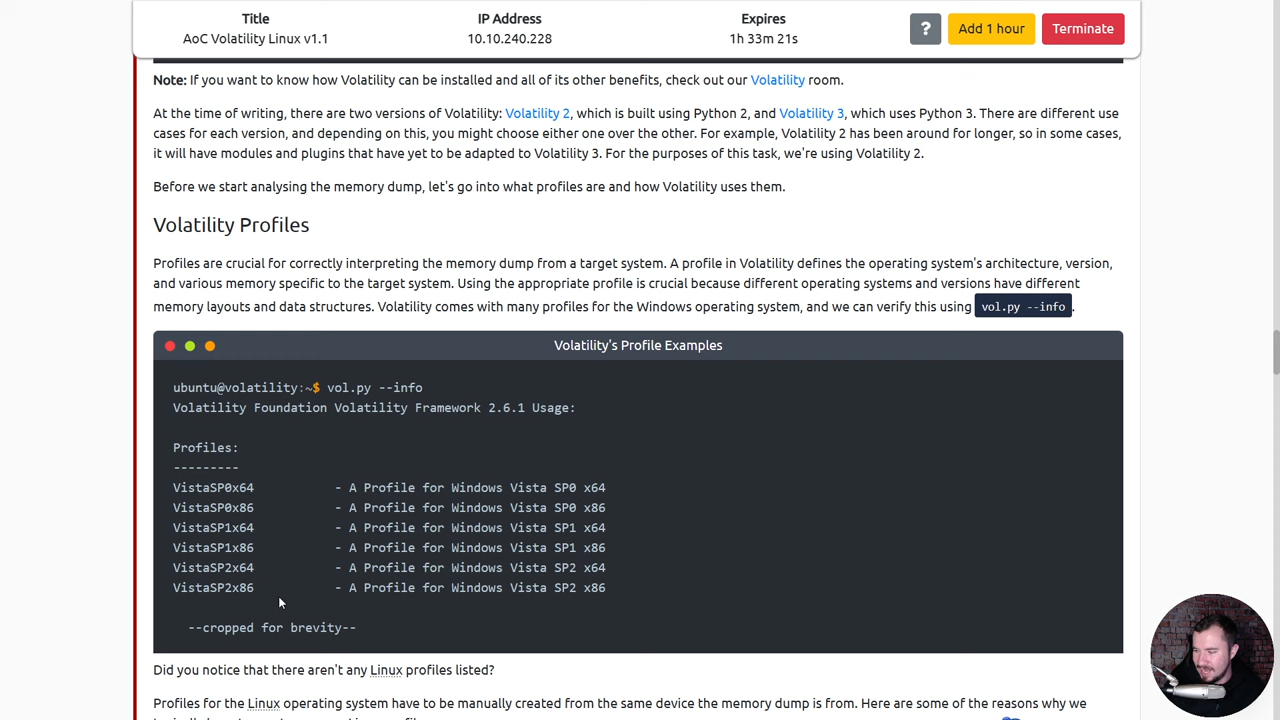 Title
AoC Volatility Linux v1.1
IP Address
10.10.240.228
Expires
1h 33m 21s
?
Add 1 hour
Terminate
Note: If you want to know how Volatility can be installed and all of its other benefits, check out our Volatility room.
At the time of writing, there are two versions of Volatility: Volatility 2, which is built using Python 2, and Volatility 3, which uses Python 3. There are different use
cases for each version, and depending on this, you might choose either one over the other. For example, Volatility 2 has been around for longer, so in some cases,
it will have modules and plugins that have yet to be adapted to Volatility 3. For the purposes of this task, we're using Volatility 2.
Before we start analysing the memory dump, let's go into what profiles are and how Volatility uses them.
Volatility Profiles
Profiles are crucial for correctly interpreting the memory dump from a target system. A profile in Volatility defines the operating system's architecture, version,
and various memory specific to the target system. Using the appropriate profile is crucial because different operating systems and versions have different
memory layouts and data structures. Volatility comes with many profiles for the Windows operating system, and we can verify this using vol.py --info.
Volatility's Profile Examples
ubuntu@volatility:~$ vol.py --info
Volatility Foundation Volatility Framework 2.6.1 Usage:
Profiles:
---------
VistaSP0x64 - A Profile for Windows Vista SP0 x64
VistaSP0x86 - A Profile for Windows Vista SP0 x86
VistaSP1x64 - A Profile for Windows Vista SP1 x64
VistaSP1x86 - A Profile for Windows Vista SP1 x86
VistaSP2x64 - A Profile for Windows Vista SP2 x64
VistaSP2x86 - A Profile for Windows Vista SP2 x86
--cropped for brevity--
Did you notice that there aren't any Linux profiles listed?
Profiles for the Linux operating system have to be manually created from the same device the memory dump is from. Here are some of the reasons why we